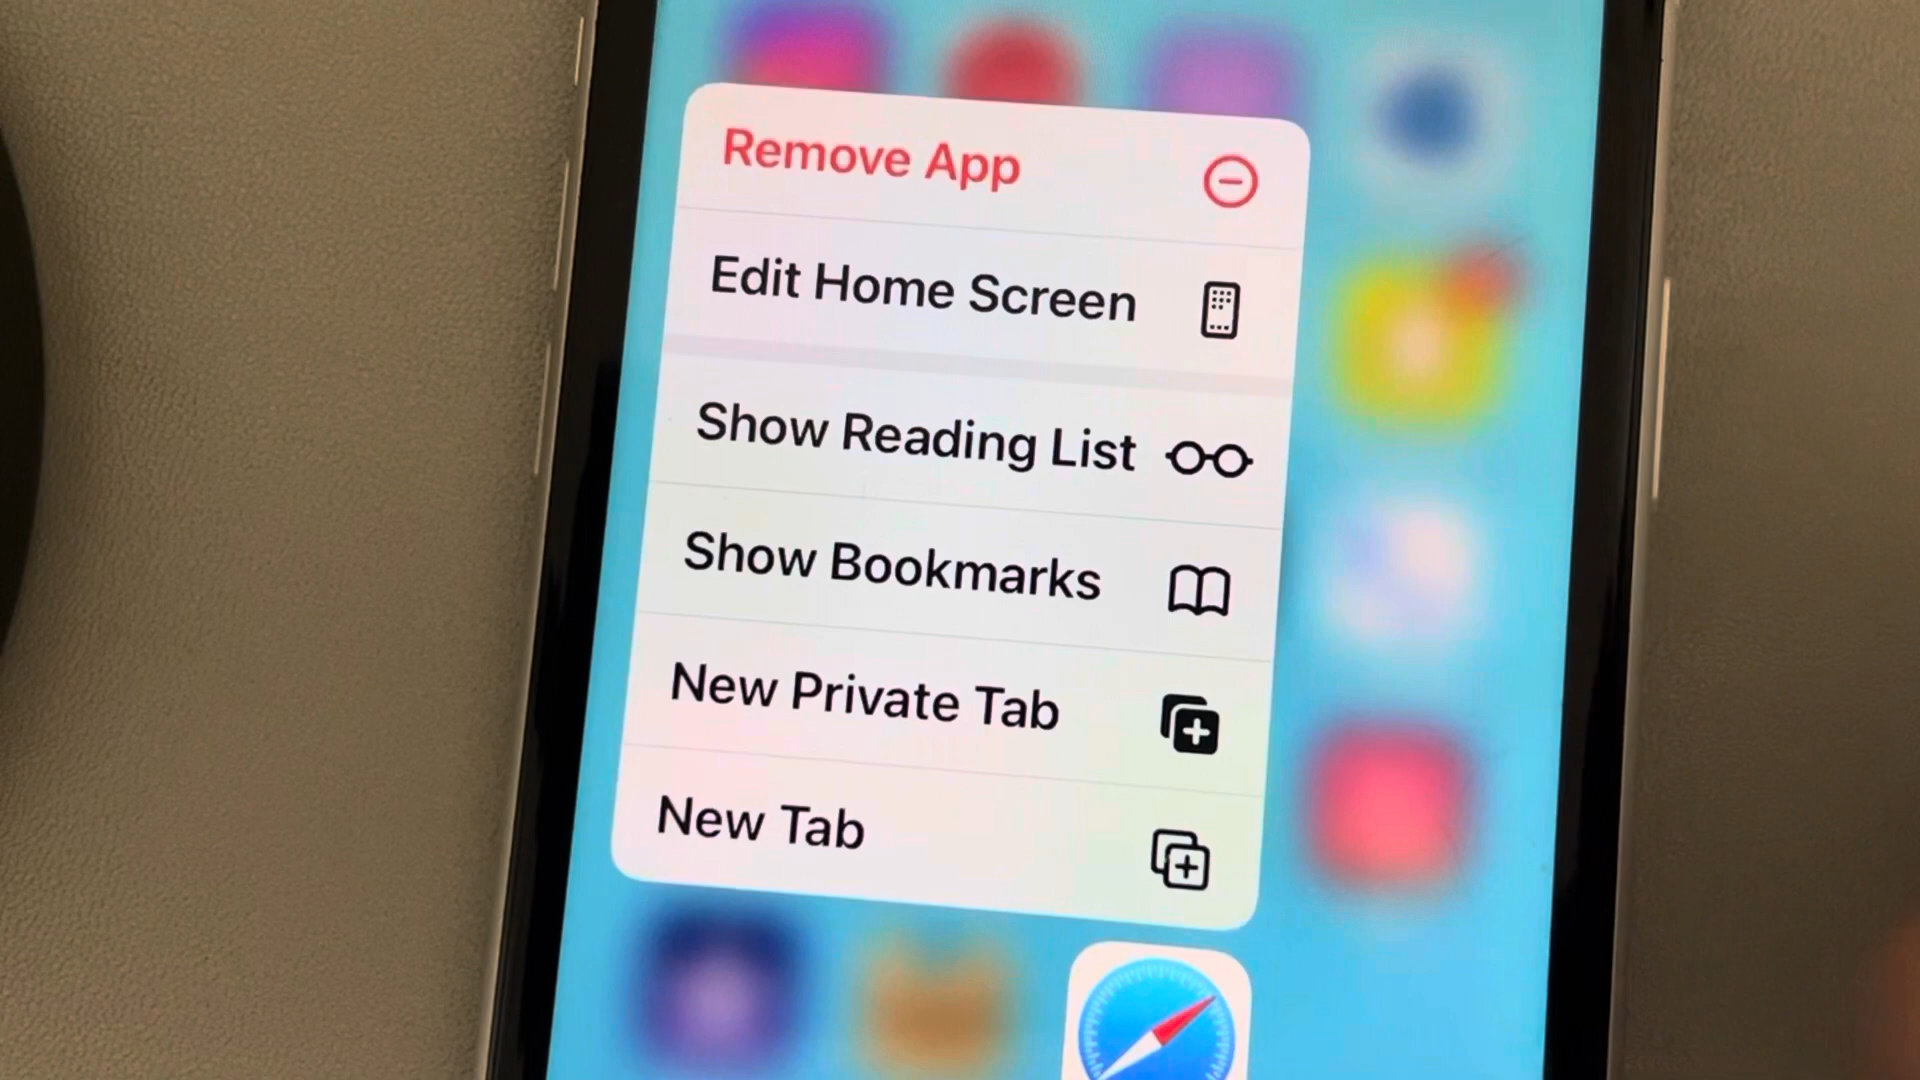 Remove App
Edit Home Screen
Show Reading List
Show Bookmarks
New Private Tab
New Tab